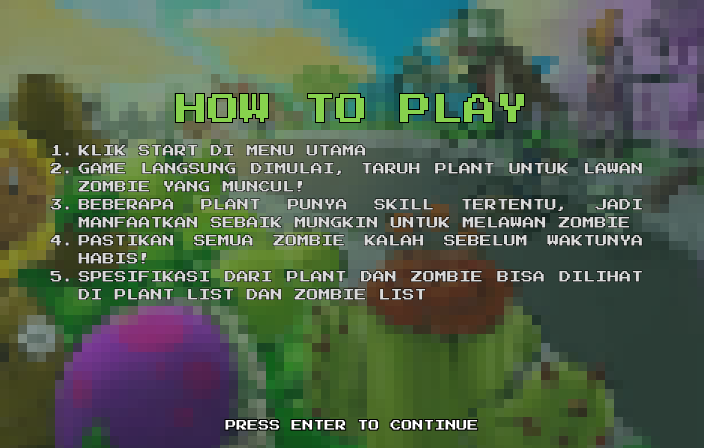 HOW TO PLAY
1. KLIK START DI MENU UTAMA
2. GAME LANGSUNG DIMULAI, TARUH PLANT UNTUK LAWAN
ZOMBIE YANG MUNCUL!
3. BEBERAPA PLANT PUNYA SKILL TERTENTU, JADI
MANFAATKAN SEBAIK MUNGKIN UNTUK MELAWAN ZOMBIE
4. PASTIKAN SEMUA ZOMBIE KALAH SEBELUM WAKTUNYA
HABIS!
5. SPESIFIKASI DARI PLANT DAN ZOMBIE BISA DILIHAT
DI PLANT LIST DAN ZOMBIE LIST
PRESS ENTER TO CONTINUE